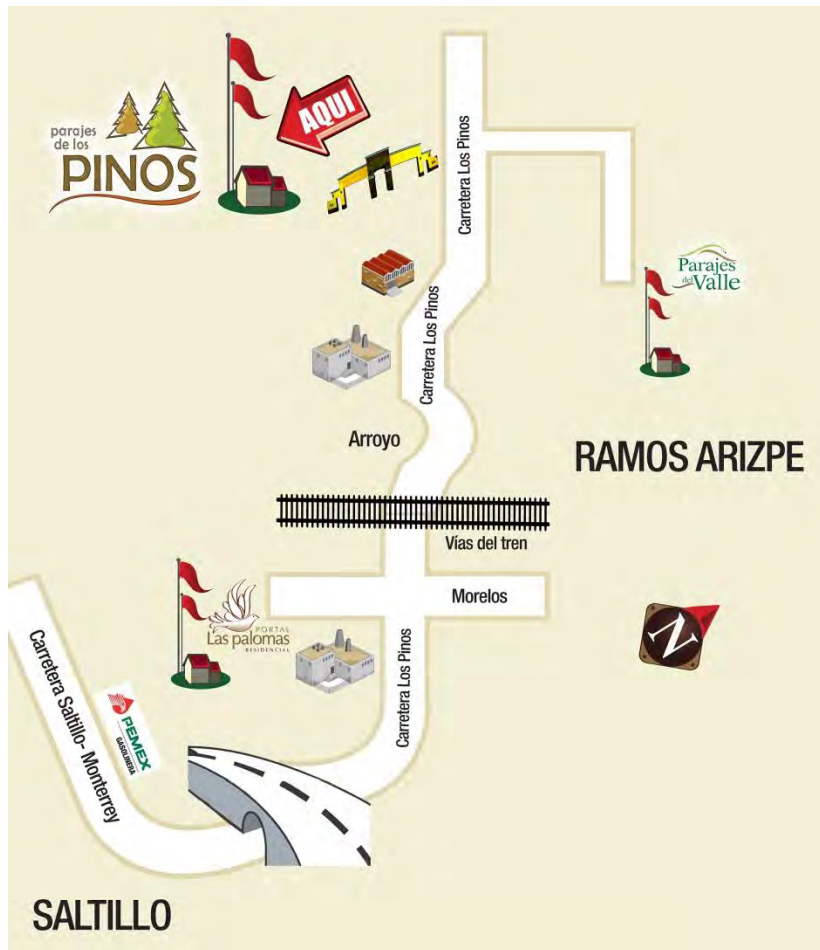 parajes
de los
PINOS
AQUI
Carretera Los Pinos
Parajes
del Valle
Carretera Los Pinos
Arroyo
RAMOS ARIZPE
Vías del tren
Morelos
PORTAL
Las palomas
RESIDENCIAL
N
Carretera Los Pinos
Carretera Saltillo- Monterrey
PEMEX
GASOLINERA
SALTILLO